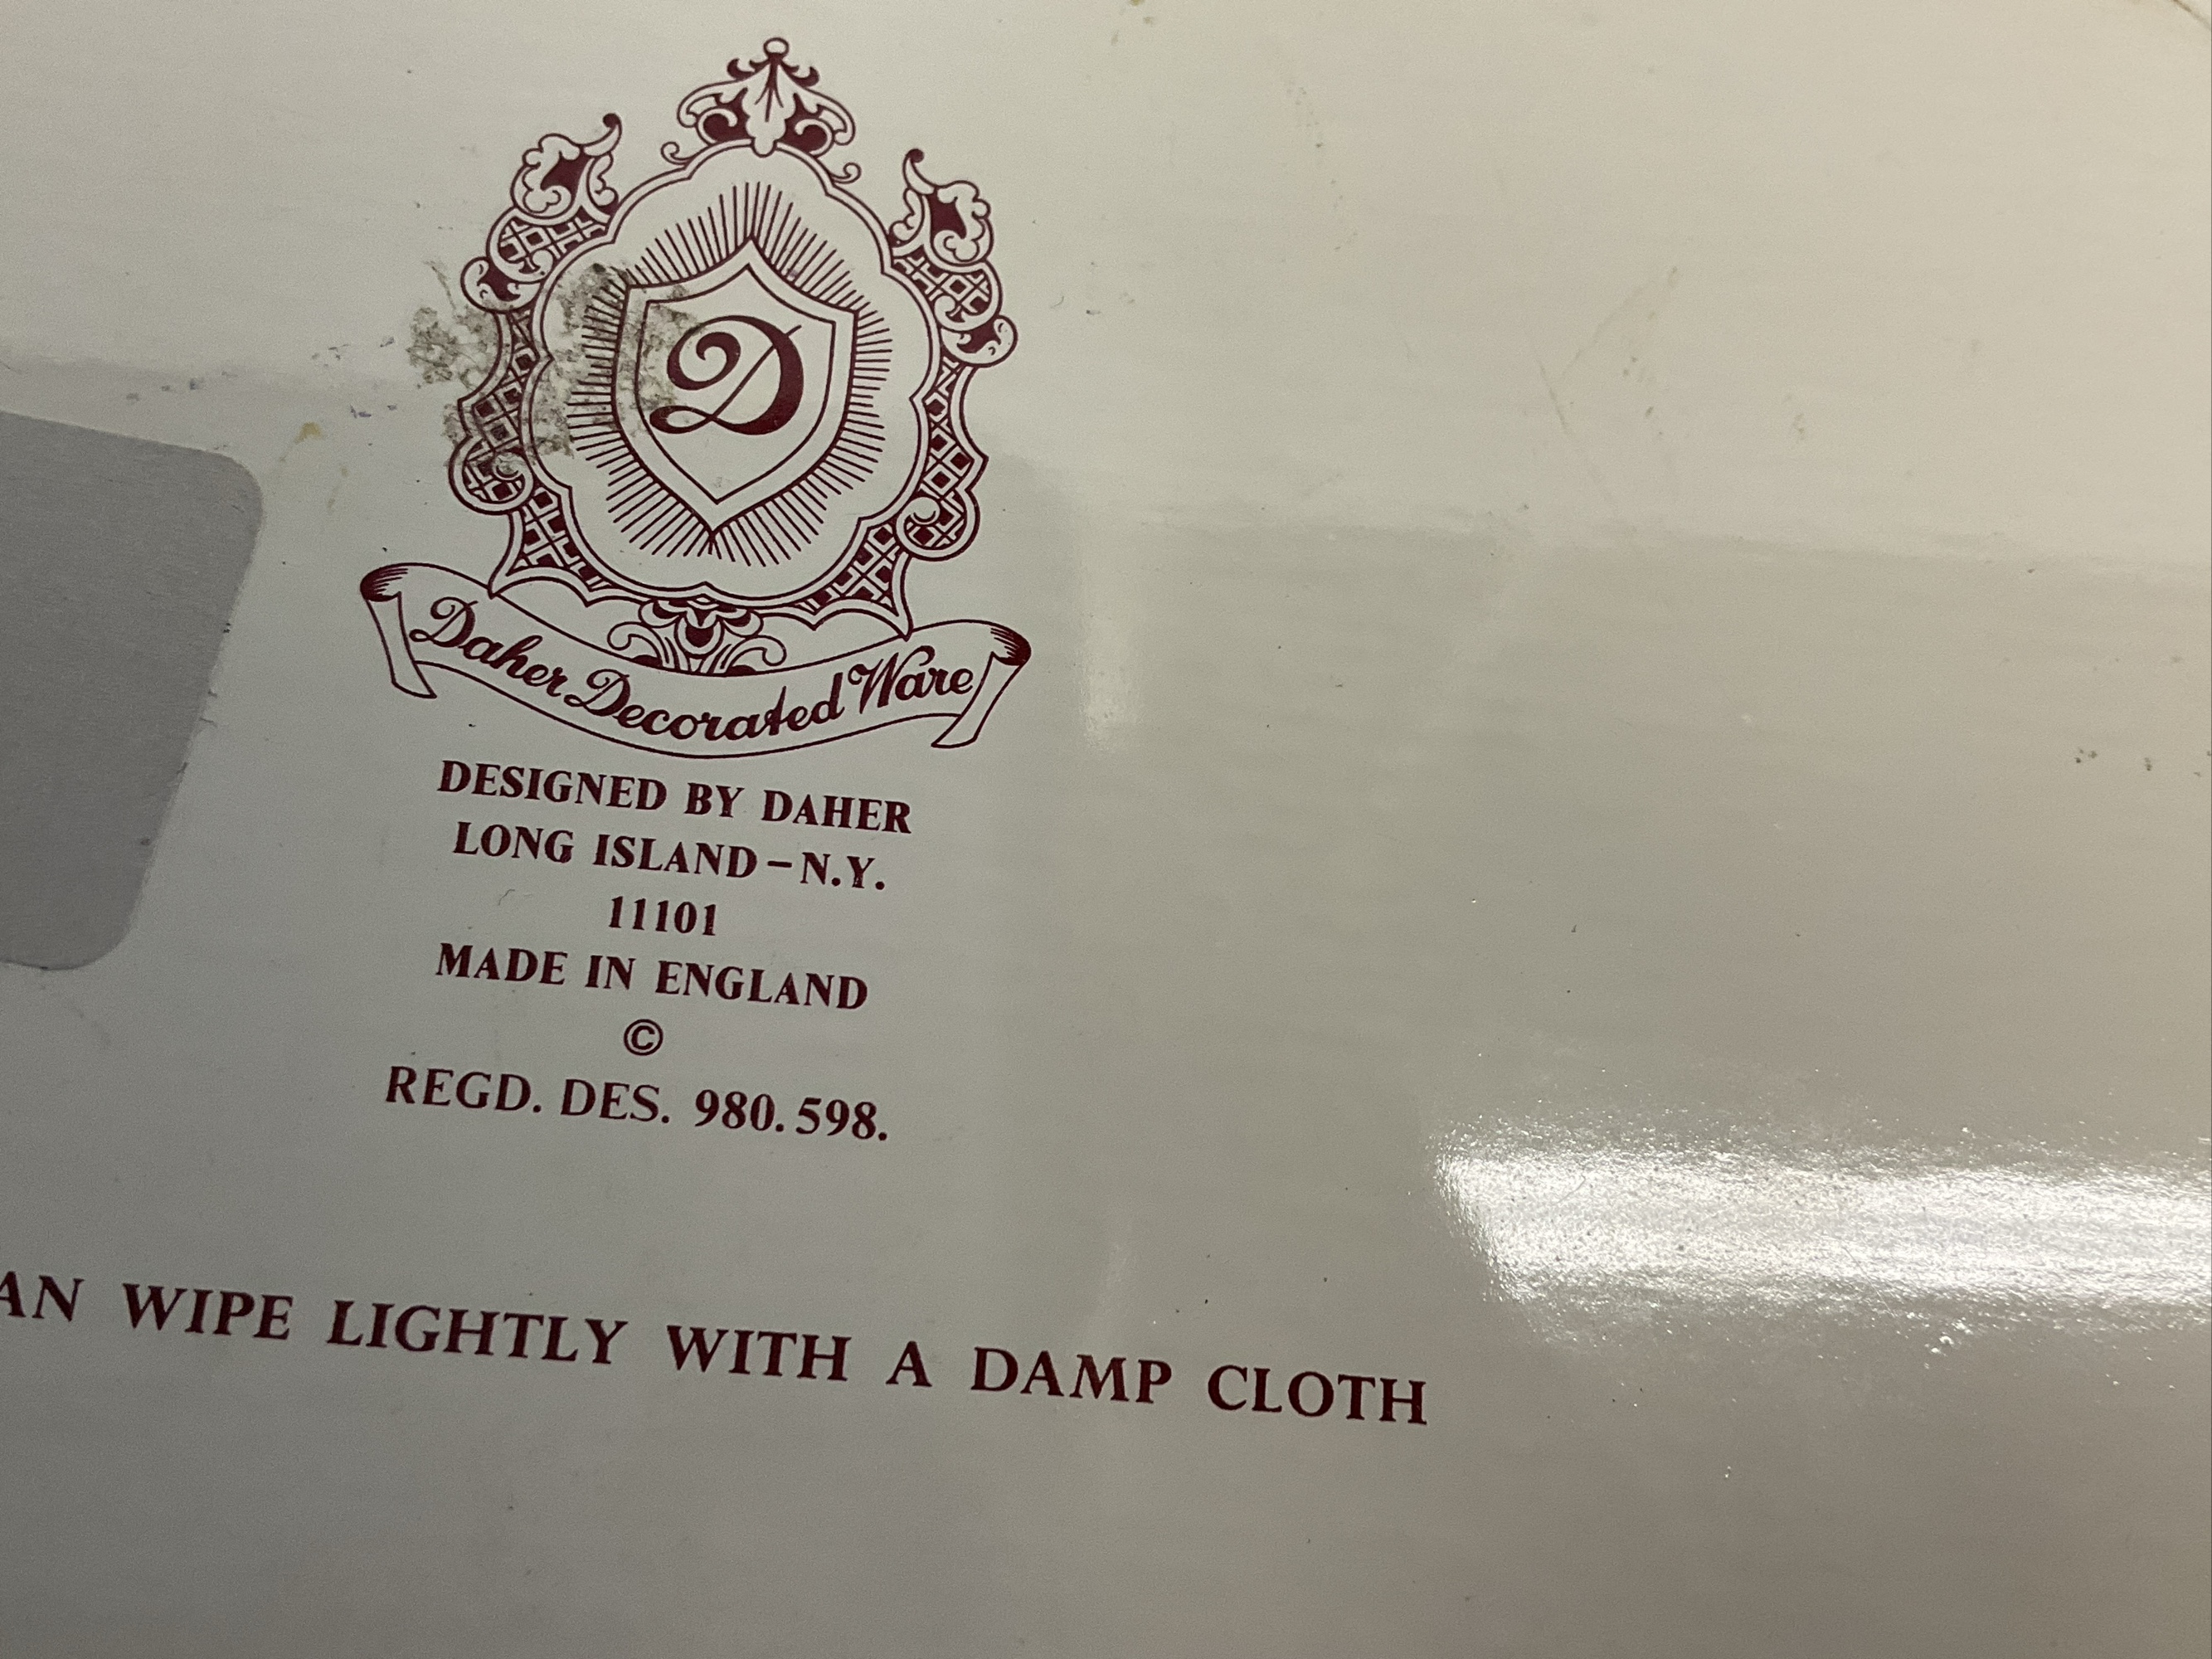 D
Daher Decorated Ware
DESIGNED BY DAHER
LONG ISLAND – N.Y.
11101
MADE IN ENGLAND
©
REGD. DES. 980.598.
AN WIPE LIGHTLY WITH A DAMP CLOTH